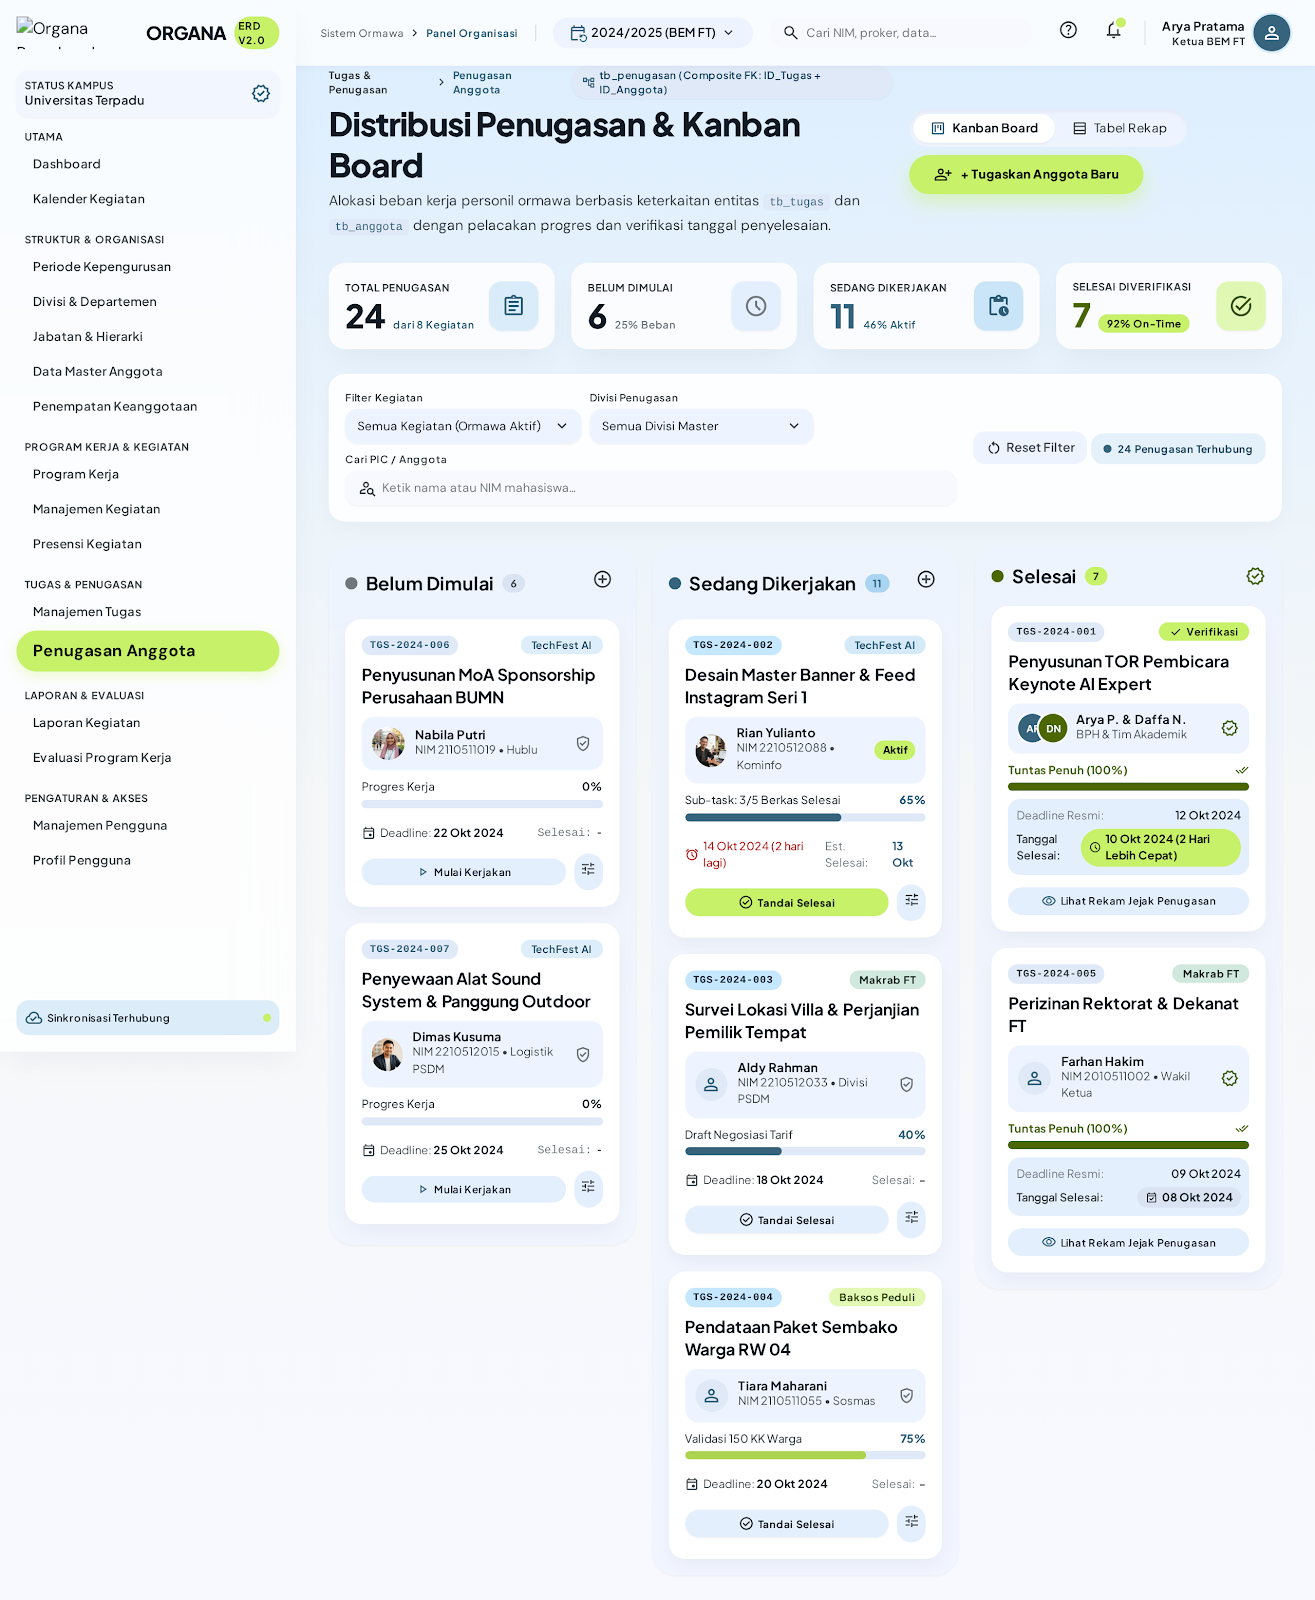 Organa
ORGANA
ERD
V2.0
STATUS KAMPUS
Universitas Terpadu
UTAMA
Dashboard
Kalender Kegiatan
STRUKTUR & ORGANISASI
Periode Kepengurusan
Divisi & Departemen
Jabatan & Hierarki
Data Master Anggota
Penempatan Keanggotaan
PROGRAM KERJA & KEGIATAN
Program Kerja
Manajemen Kegiatan
Presensi Kegiatan
TUGAS & PENUGASAN
Manajemen Tugas
Penugasan Anggota
LAPORAN & EVALUASI
Laporan Kegiatan
Evaluasi Program Kerja
PENGATURAN & AKSES
Manajemen Pengguna
Profil Pengguna
Sinkronisasi Terhubung
Sistem Ormawa > Panel Organisasi
2024/2025 (BEM FT)
Cari NIM, proker, data...
Arya Pratama
Ketua BEM FT
Tugas &
Penugasan
>
Penugasan
Anggota
tb_penugasan (Composite FK: ID_Tugas +
ID_Anggota)
Distribusi Penugasan & Kanban
Board
Alokasi beban kerja personil ormawa berbasis keterkaitan entitas tb_tugas dan
tb_anggota dengan pelacakan progres dan verifikasi tanggal penyelesaian.
Kanban Board
Tabel Rekap
+ Tugaskan Anggota Baru
TOTAL PENUGASAN
24 dari 8 Kegiatan
BELUM DIMULAI
6 25% Beban
SEDANG DIKERJAKAN
11 46% Aktif
SELESAI DIVERIFIKASI
7 92% On-Time
Filter Kegiatan
Semua Kegiatan (Ormawa Aktif)
Divisi Penugasan
Semua Divisi Master
Cari PIC / Anggota
Ketik nama atau NIM mahasiswa...
Reset Filter
24 Penugasan Terhubung
Belum Dimulai 6
TGS-2024-006 TechFest AI
Penyusunan MoA Sponsorship
Perusahaan BUMN
Nabila Putri
NIM 2110511019 • Hublu
Progres Kerja 0%
Deadline: 22 Okt 2024 Selesai: -
Mulai Kerjakan
TGS-2024-007 TechFest AI
Penyewaan Alat Sound
System & Panggung Outdoor
Dimas Kusuma
NIM 2210512015 • Logistik
PSDM
Progres Kerja 0%
Deadline: 25 Okt 2024 Selesai: -
Mulai Kerjakan
Sedang Dikerjakan 11
TGS-2024-002 TechFest AI
Desain Master Banner & Feed
Instagram Seri 1
Rian Yulianto
NIM 2210512088 •
Kominfo
Aktif
Sub-task: 3/5 Berkas Selesai 65%
14 Okt 2024 (2 hari
lagi)
Est.
Selesai:
13
Okt
Tandai Selesai
TGS-2024-003 Makrab FT
Survei Lokasi Villa & Perjanjian
Pemilik Tempat
Aldy Rahman
NIM 2210512033 • Divisi
PSDM
Draft Negosiasi Tarif 40%
Deadline: 18 Okt 2024 Selesai: -
Tandai Selesai
TGS-2024-004 Baksos Peduli
Pendataan Paket Sembako
Warga RW 04
Tiara Maharani
NIM 2110511055 • Sosmas
Validasi 150 KK Warga 75%
Deadline: 20 Okt 2024 Selesai: -
Tandai Selesai
Selesai 7
TGS-2024-001 Verifikasi
Penyusunan TOR Pembicara
Keynote AI Expert
DN
Arya P. & Daffa N.
BPH & Tim Akademik
Tuntas Penuh (100%)
Deadline Resmi: 12 Okt 2024
Tanggal
Selesai:
10 Okt 2024 (2 Hari
Lebih Cepat)
Lihat Rekam Jejak Penugasan
TGS-2024-005 Makrab FT
Perizinan Rektorat & Dekanat
FT
Farhan Hakim
NIM 2010511002 • Wakil
Ketua
Tuntas Penuh (100%)
Deadline Resmi: 09 Okt 2024
Tanggal Selesai: 08 Okt 2024
Lihat Rekam Jejak Penugasan